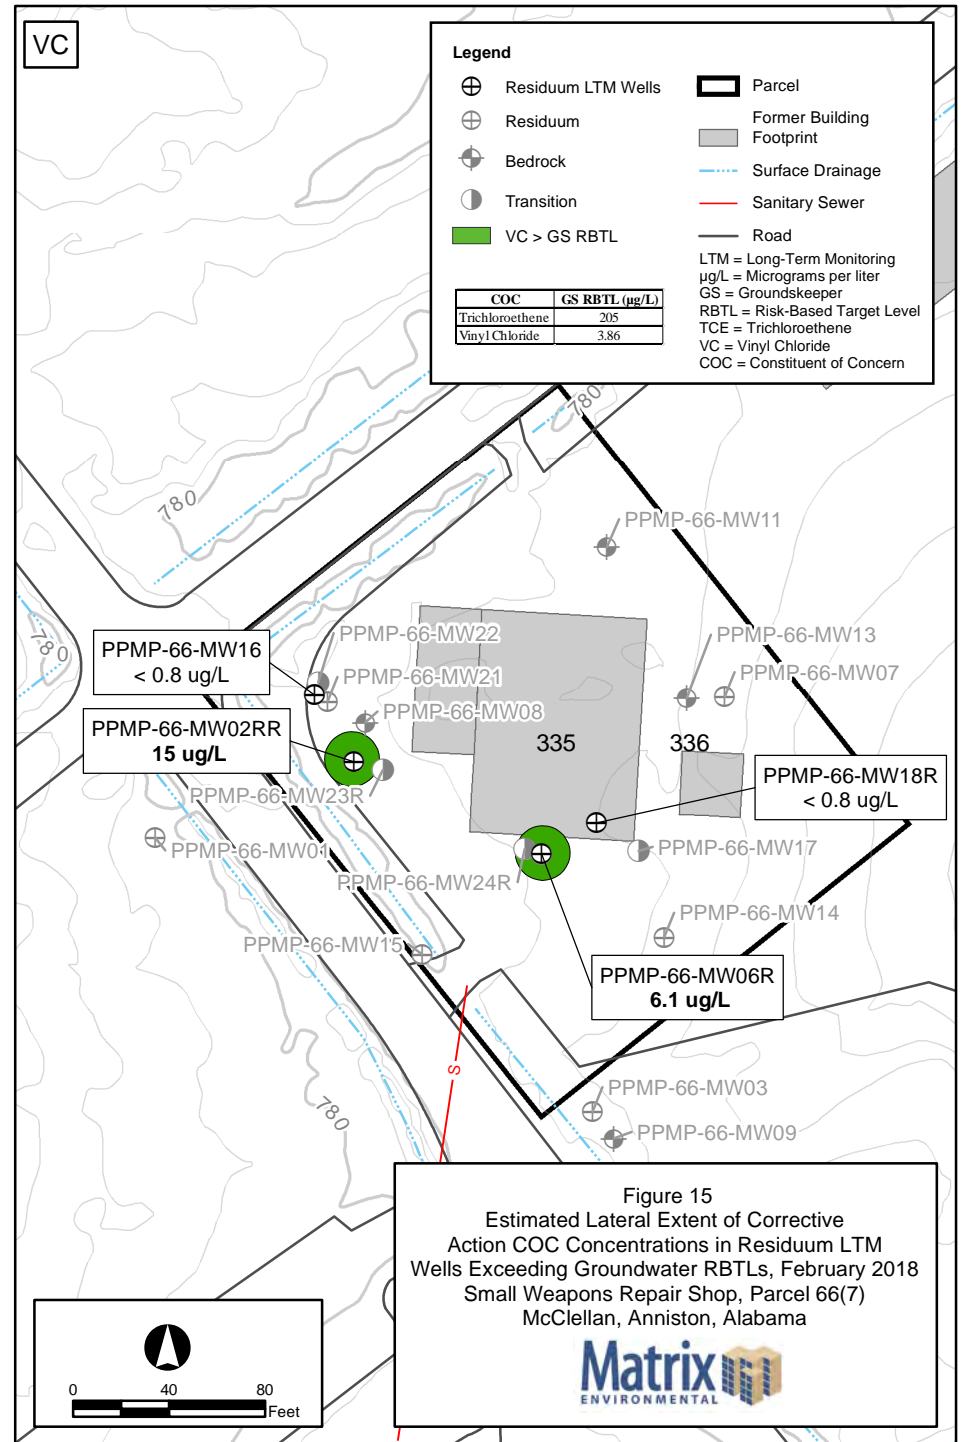 VC
Legend
Residuum LTM Wells
Residuum
Bedrock
Transition
VC > GS RBTL
Parcel
Former Building
Footprint
Surface Drainage
Sanitary Sewer
Road
LTM = Long-Term Monitoring
µg/L = Micrograms per liter
GS = Groundskeeper
RBTL = Risk-Based Target Level
TCE = Trichloroethene
VC = Vinyl Chloride
COC = Constituent of Concern
COC GS RBTL (µg/L)
Trichloroethene 205
Vinyl Chloride 3.86
780
780
PPMP-66-MW11
780
PPMP-66-MW16
< 0.8 ug/L
PPMP-66-MW22
PPMP-66-MW21
PPMP-66-MW08
PPMP-66-MW13
PPMP-66-MW07
PPMP-66-MW02RR
15 ug/L
335
336
PPMP-66-MW18R
< 0.8 ug/L
PPMP-66-MW23R
PPMP-66-MW01
PPMP-66-MW17
PPMP-66-MW24R
PPMP-66-MW14
PPMP-66-MW15
PPMP-66-MW06R
6.1 ug/L
S
780
PPMP-66-MW03
PPMP-66-MW09
Figure 15
Estimated Lateral Extent of Corrective
Action COC Concentrations in Residuum LTM
Wells Exceeding Groundwater RBTLs, February 2018
Small Weapons Repair Shop, Parcel 66(7)
McClellan, Anniston, Alabama
Matrix
ENVIRONMENTAL
0 40 80
Feet